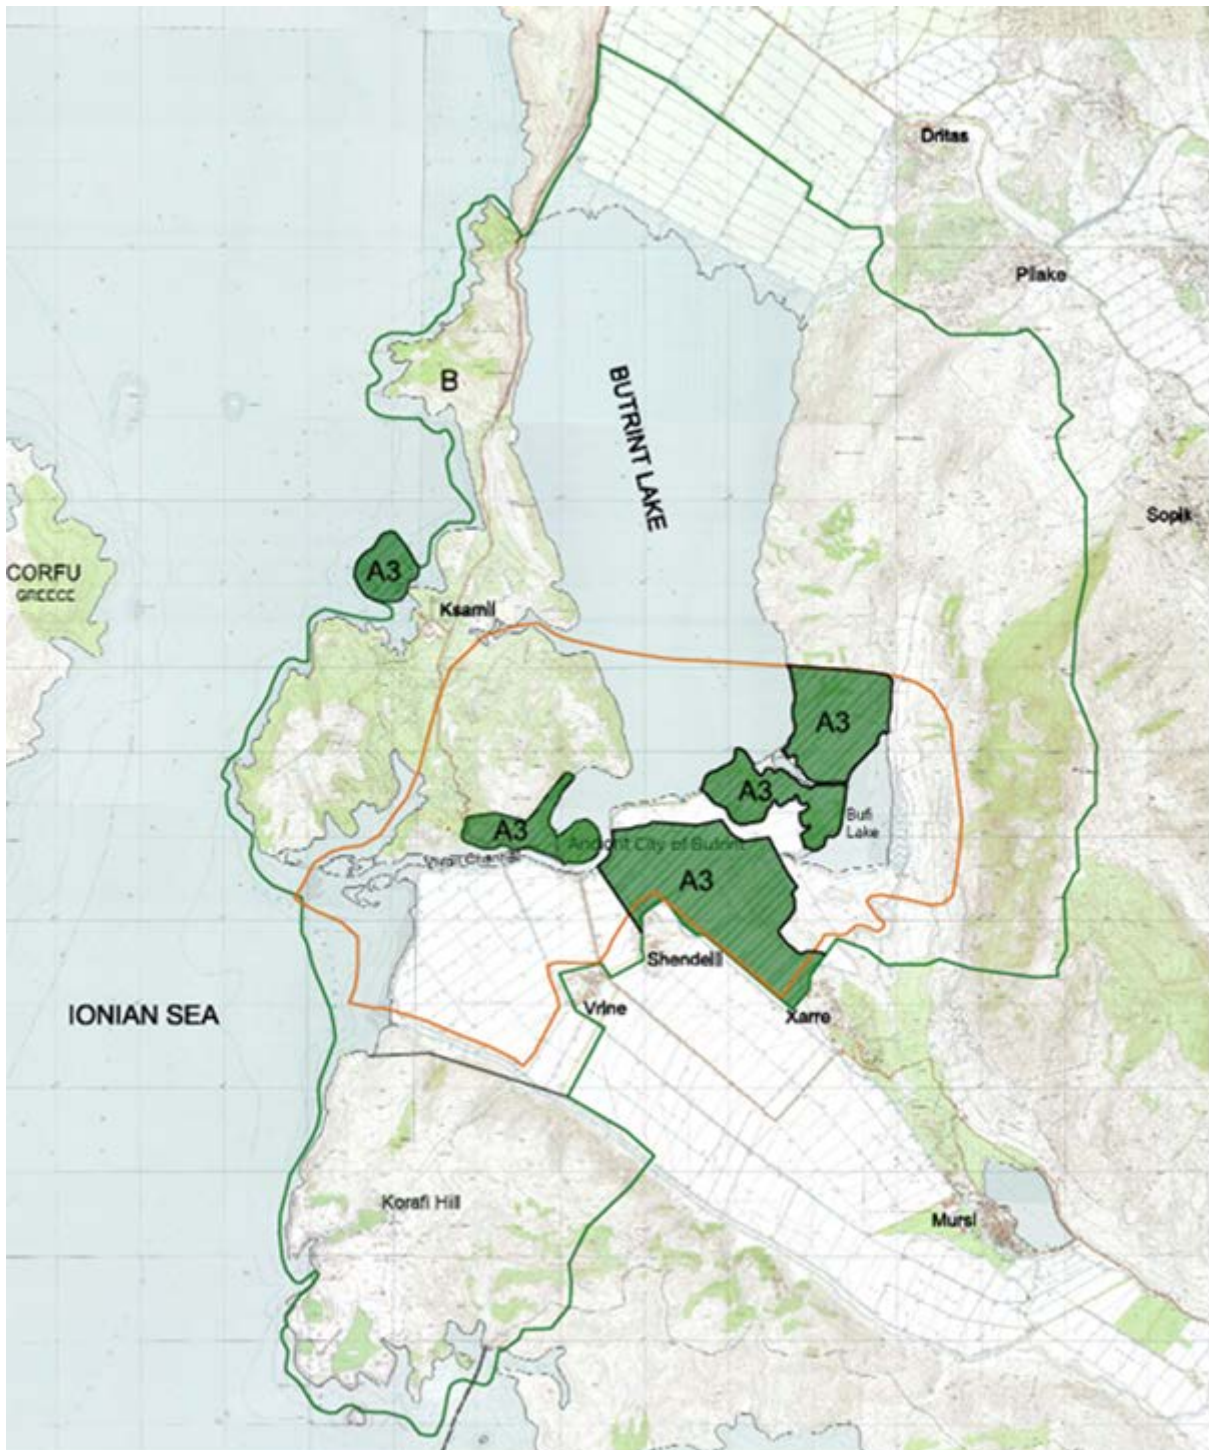 Dritas
Pllake
B
BUTRINT LAKE
Sopik
A3
CORFU
GREECE
Ksamil
A3
A3
Bufi
Lake
A3
Ancient City of Butrint
A3
Shendelli
IONIAN SEA
Vrine
Xarre
Korafi Hill
Mursi